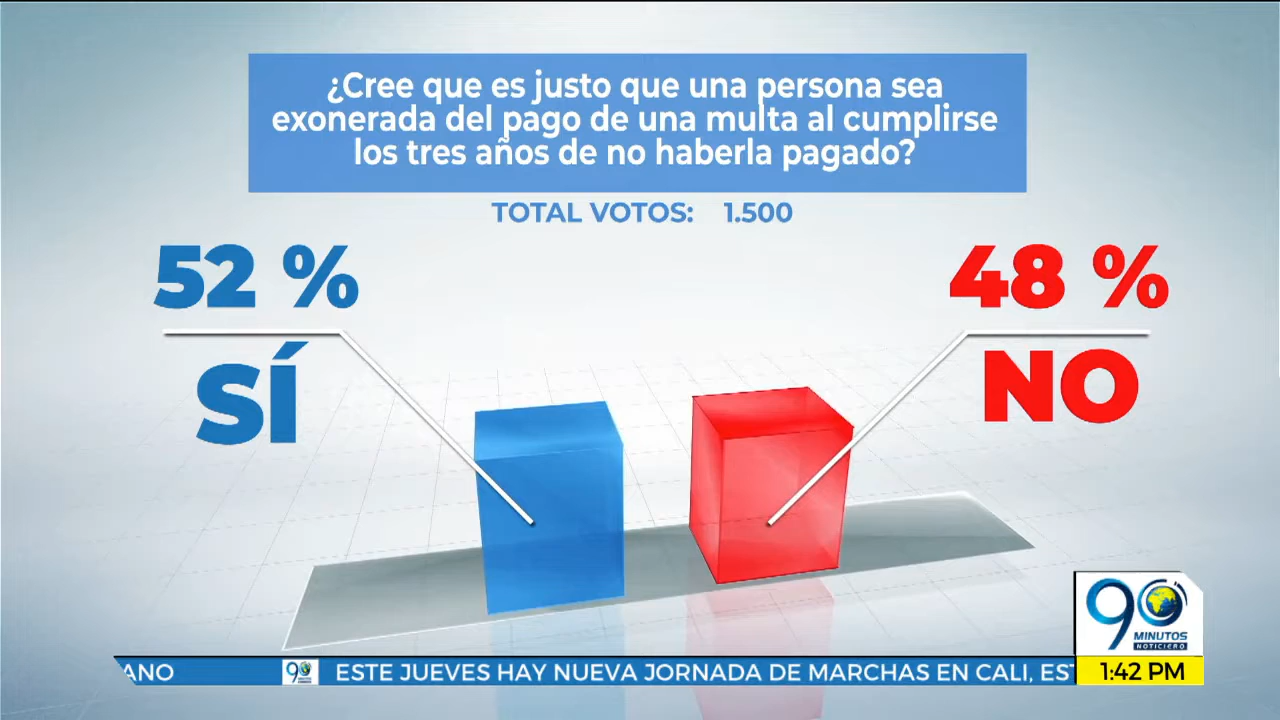 ¿Cree que es justo que una persona sea
exonerada del pago de una multa al cumplirse
los tres años de no haberla pagado?
TOTAL VOTOS: 1.500
52 %
SÍ
48 %
NO
90
MINUTOS
NOTICIERO
ANO
90
ESTE JUEVES HAY NUEVA JORNADA DE MARCHAS EN CALI, EST
1:42 PM